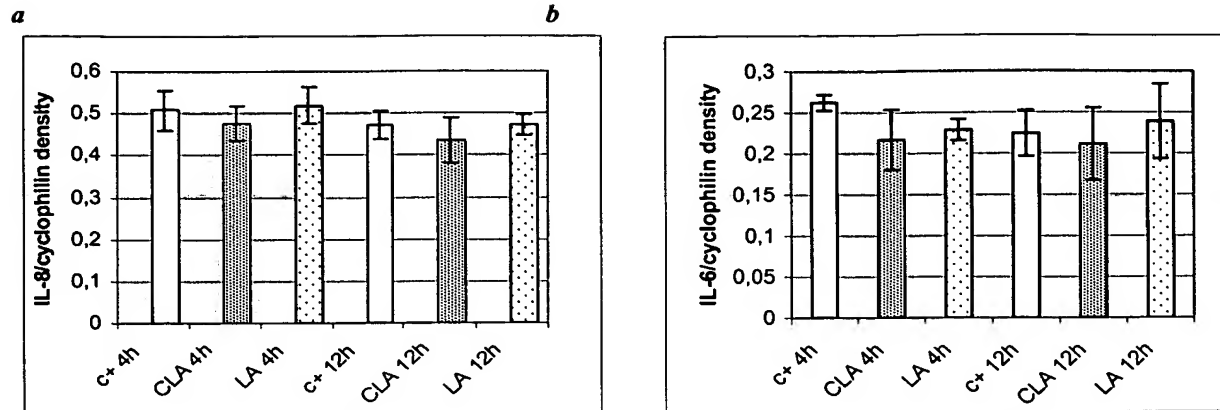 a
b
IL-8/cyclophilin density
0,6
0,5
0,4
0,3
0,2
0,1
0
c+ 4h
CLA 4h
LA 4h
c+ 12h
CLA 12h
LA 12h
IL-6/cyclophilin density
0,3
0,25
0,2
0,15
0,1
0,05
0
c+ 4h
CLA 4h
LA 4h
c+ 12h
CLA 12h
LA 12h